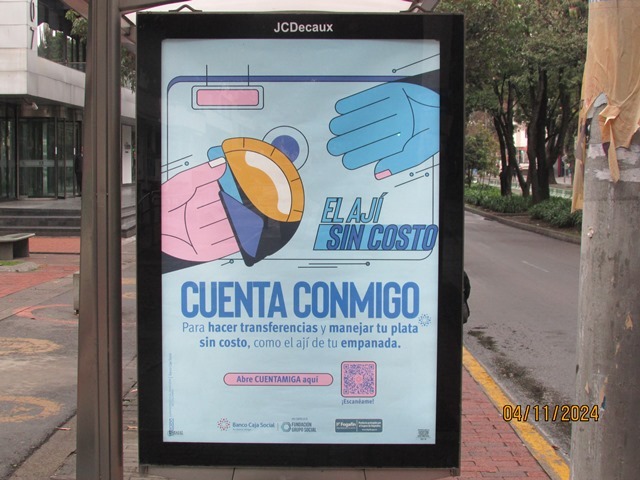 JCDecaux
EL AJÍ
SIN COSTO
CUENTA CONMIGO
Para hacer transferencias y manejar tu plata
sin costo, como el ají de tu empanada.
Abre CUENTAMIGA aquí
¡Escanéame!
Banco Caja Social
FUNDACIÓN
GRUPO SOCIAL
Fogafín
04/11/2024